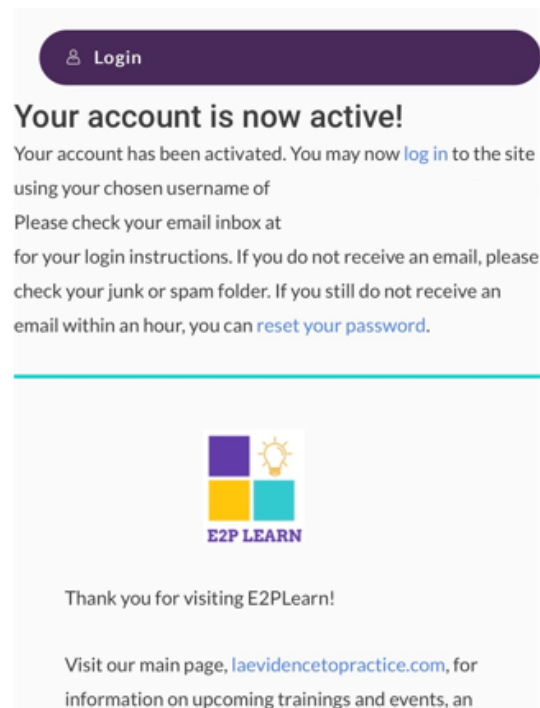 Login
Your account is now active!
Your account has been activated. You may now log in to the site
using your chosen username of
Please check your email inbox at
for your login instructions. If you do not receive an email, please
check your junk or spam folder. If you still do not receive an
email within an hour, you can reset your password.
E2P LEARN
Thank you for visiting E2PLearn!
Visit our main page, laevidencetopractice.com, for
information on upcoming trainings and events, an